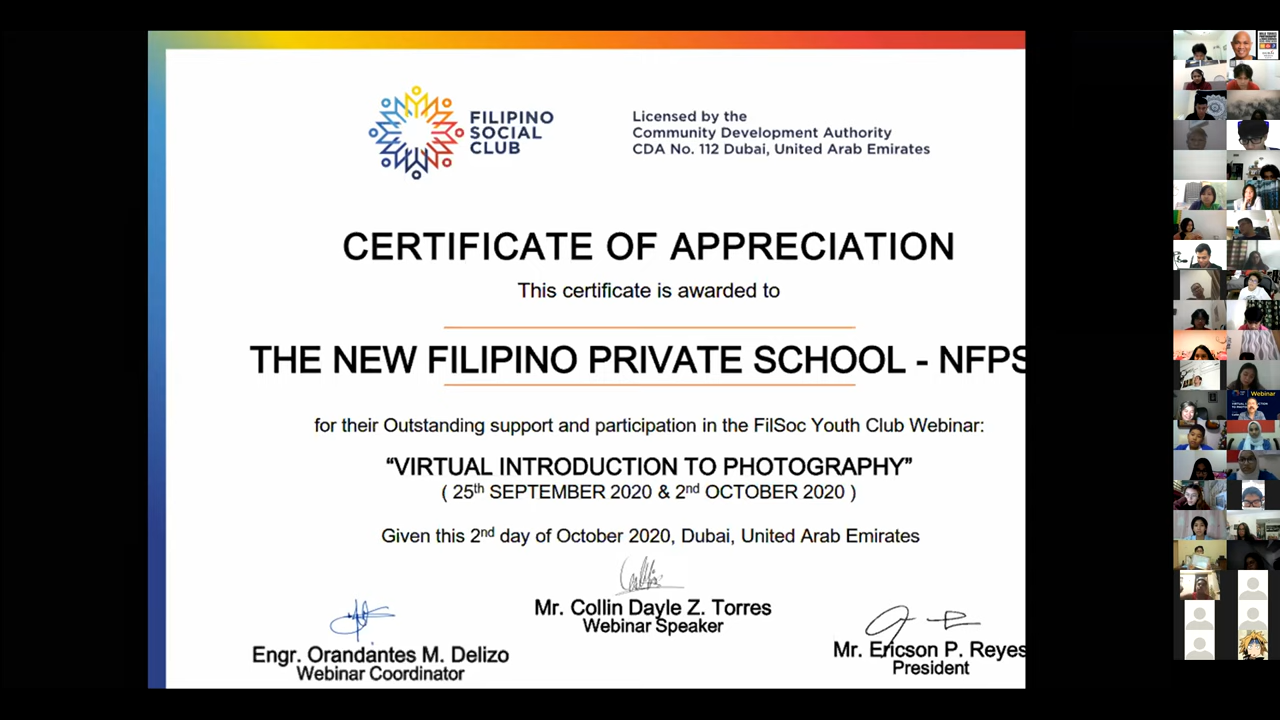 FILIPINO
SOCIAL
CLUB
Licensed by the
Community Development Authority
CDA No. 112 Dubai, United Arab Emirates
CERTIFICATE OF APPRECIATION
This certificate is awarded to
THE NEW FILIPINO PRIVATE SCHOOL - NFPS
for their Outstanding support and participation in the FilSoc Youth Club Webinar:
“VIRTUAL INTRODUCTION TO PHOTOGRAPHY”
( 25th SEPTEMBER 2020 & 2nd OCTOBER 2020 )
Given this 2nd day of October 2020, Dubai, United Arab Emirates
Mr. Collin Dayle Z. Torres
Webinar Speaker
Engr. Orandantes M. Delizo
Webinar Coordinator
Mr. Ericson P. Reyes
President
Webinar